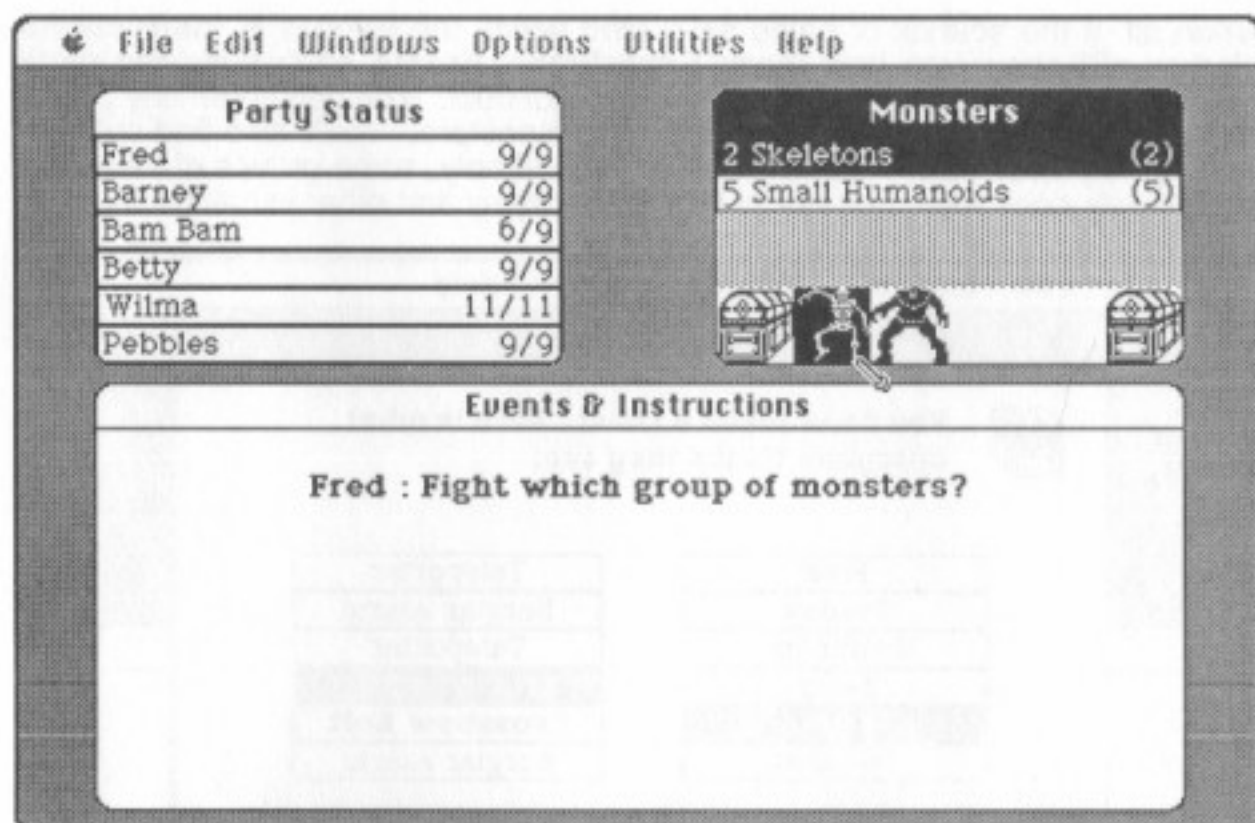 File Edit Windows Options Utilities Help
Party Status
Fred 9/9
Barney 9/9
Bam Bam 6/9
Betty 9/9
Wilma 11/11
Pebbles 9/9
Monsters
2 Skeletons (2)
5 Small Humanoids (5)
Events & Instructions
Fred : Fight which group of monsters?